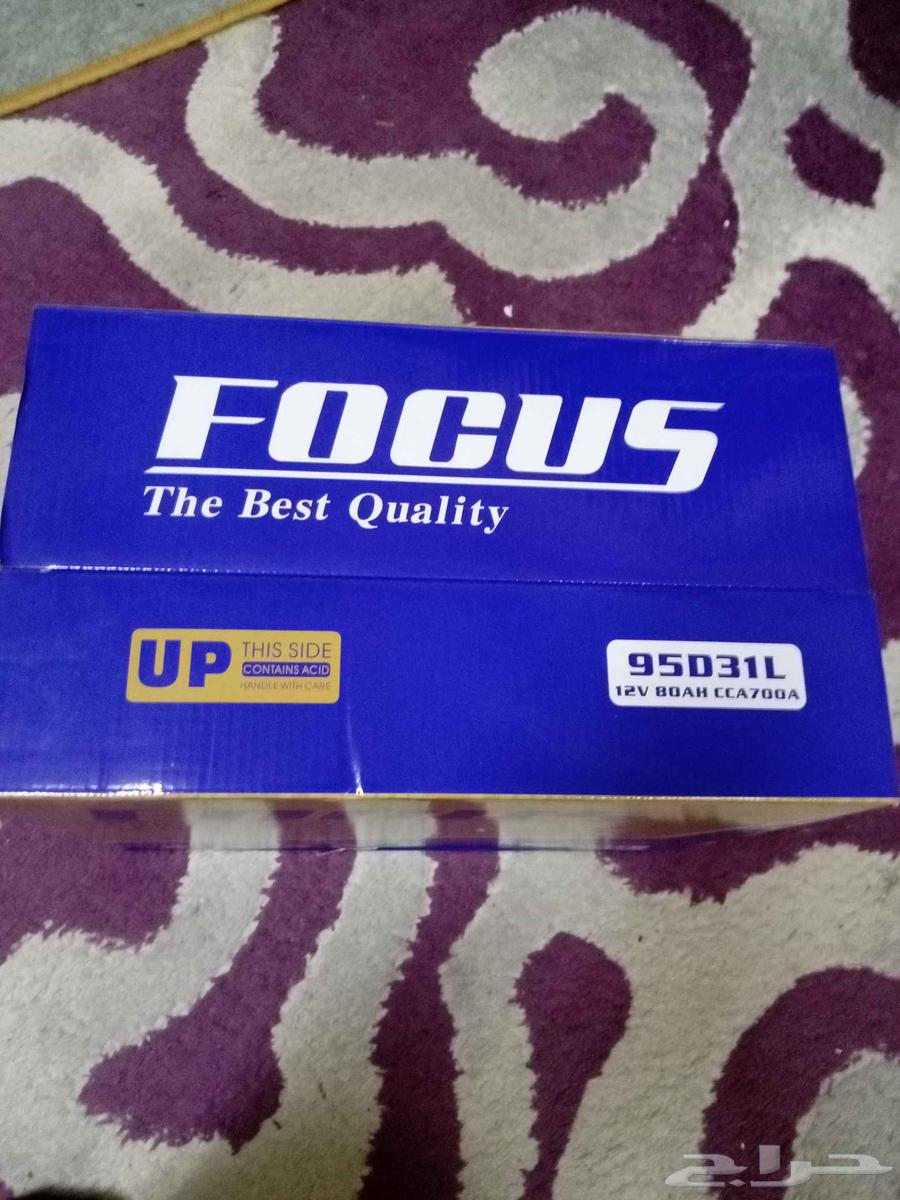 FOCUS
The Best Quality
UP THIS SIDE
CONTAINS ACID
HANDLE WITH CARE
95D31L
12V 80AH CCA700A
حراج